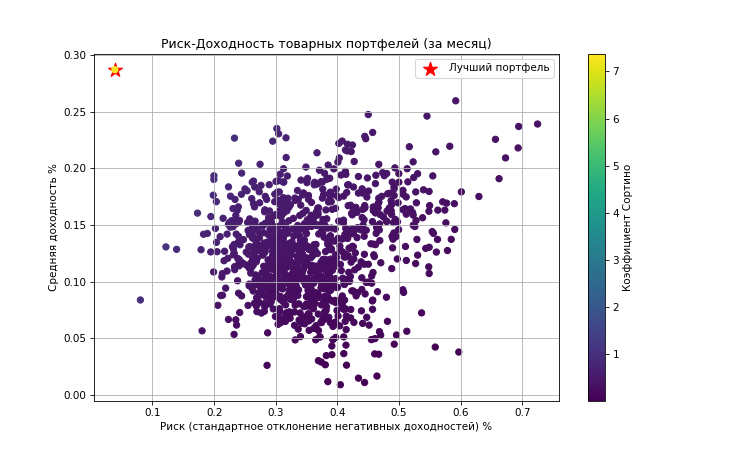 Риск-Доходность товарных портфелей (за месяц)
Лучший портфель
Средняя доходность %
0.30
0.25
0.20
0.15
0.10
0.05
0.00
0.1 0.2 0.3 0.4 0.5 0.6 0.7
Риск (стандартное отклонение негативных доходностей) %
7
6
5
4
3
2
1
Коэффициент Сортино